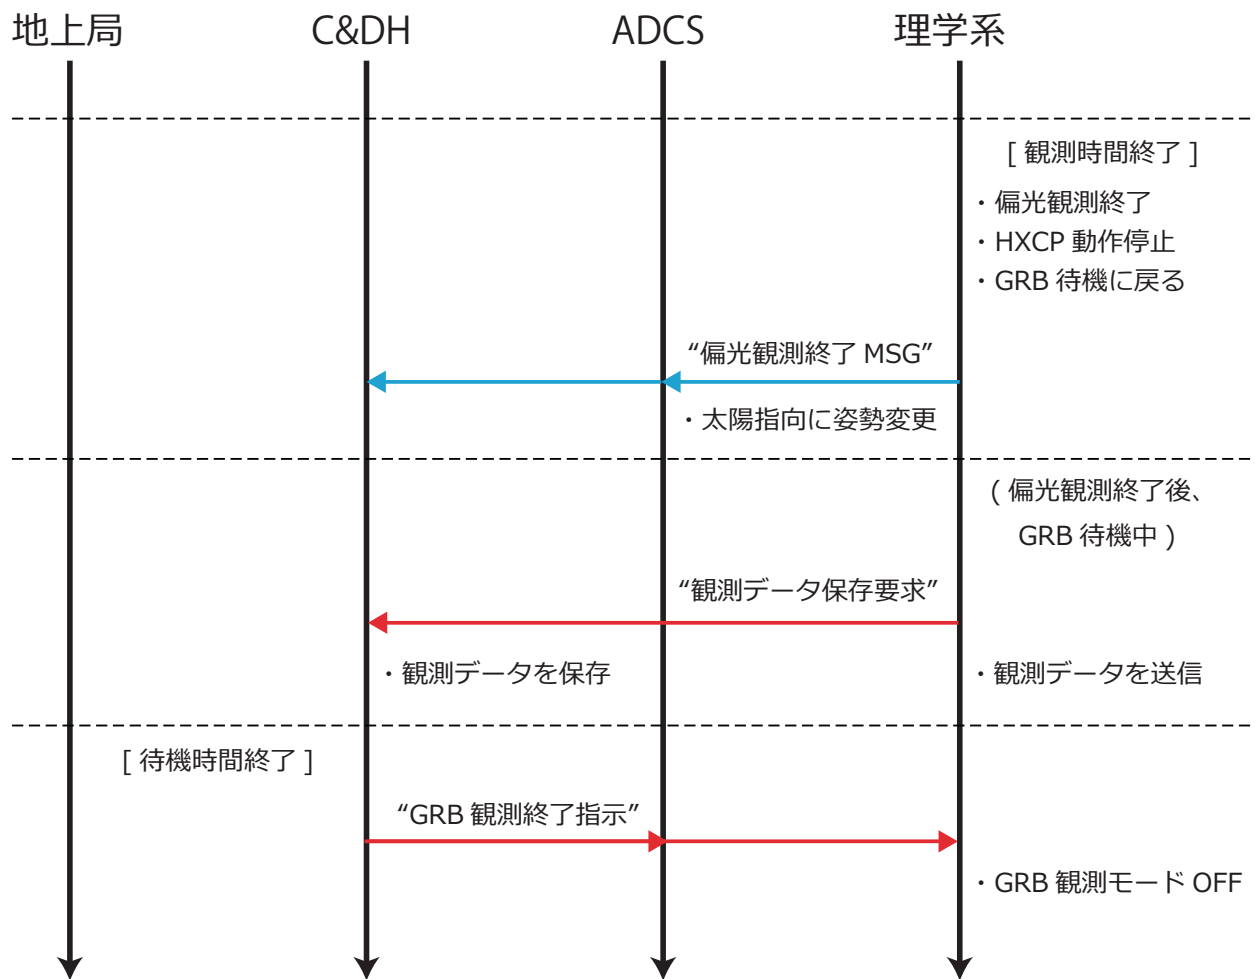 地上局 C&DH ADCS 理学系
[ 観測時間終了 ]
・偏光観測終了
・HXCP 動作停止
・GRB 待機に戻る
“偏光観測終了 MSG”
・太陽指向に姿勢変更
( 偏光観測終了後、
GRB 待機中 )
“観測データ保存要求”
・観測データを保存 ・観測データを送信
[ 待機時間終了 ]
“GRB 観測終了指示”
・GRB 観測モード OFF